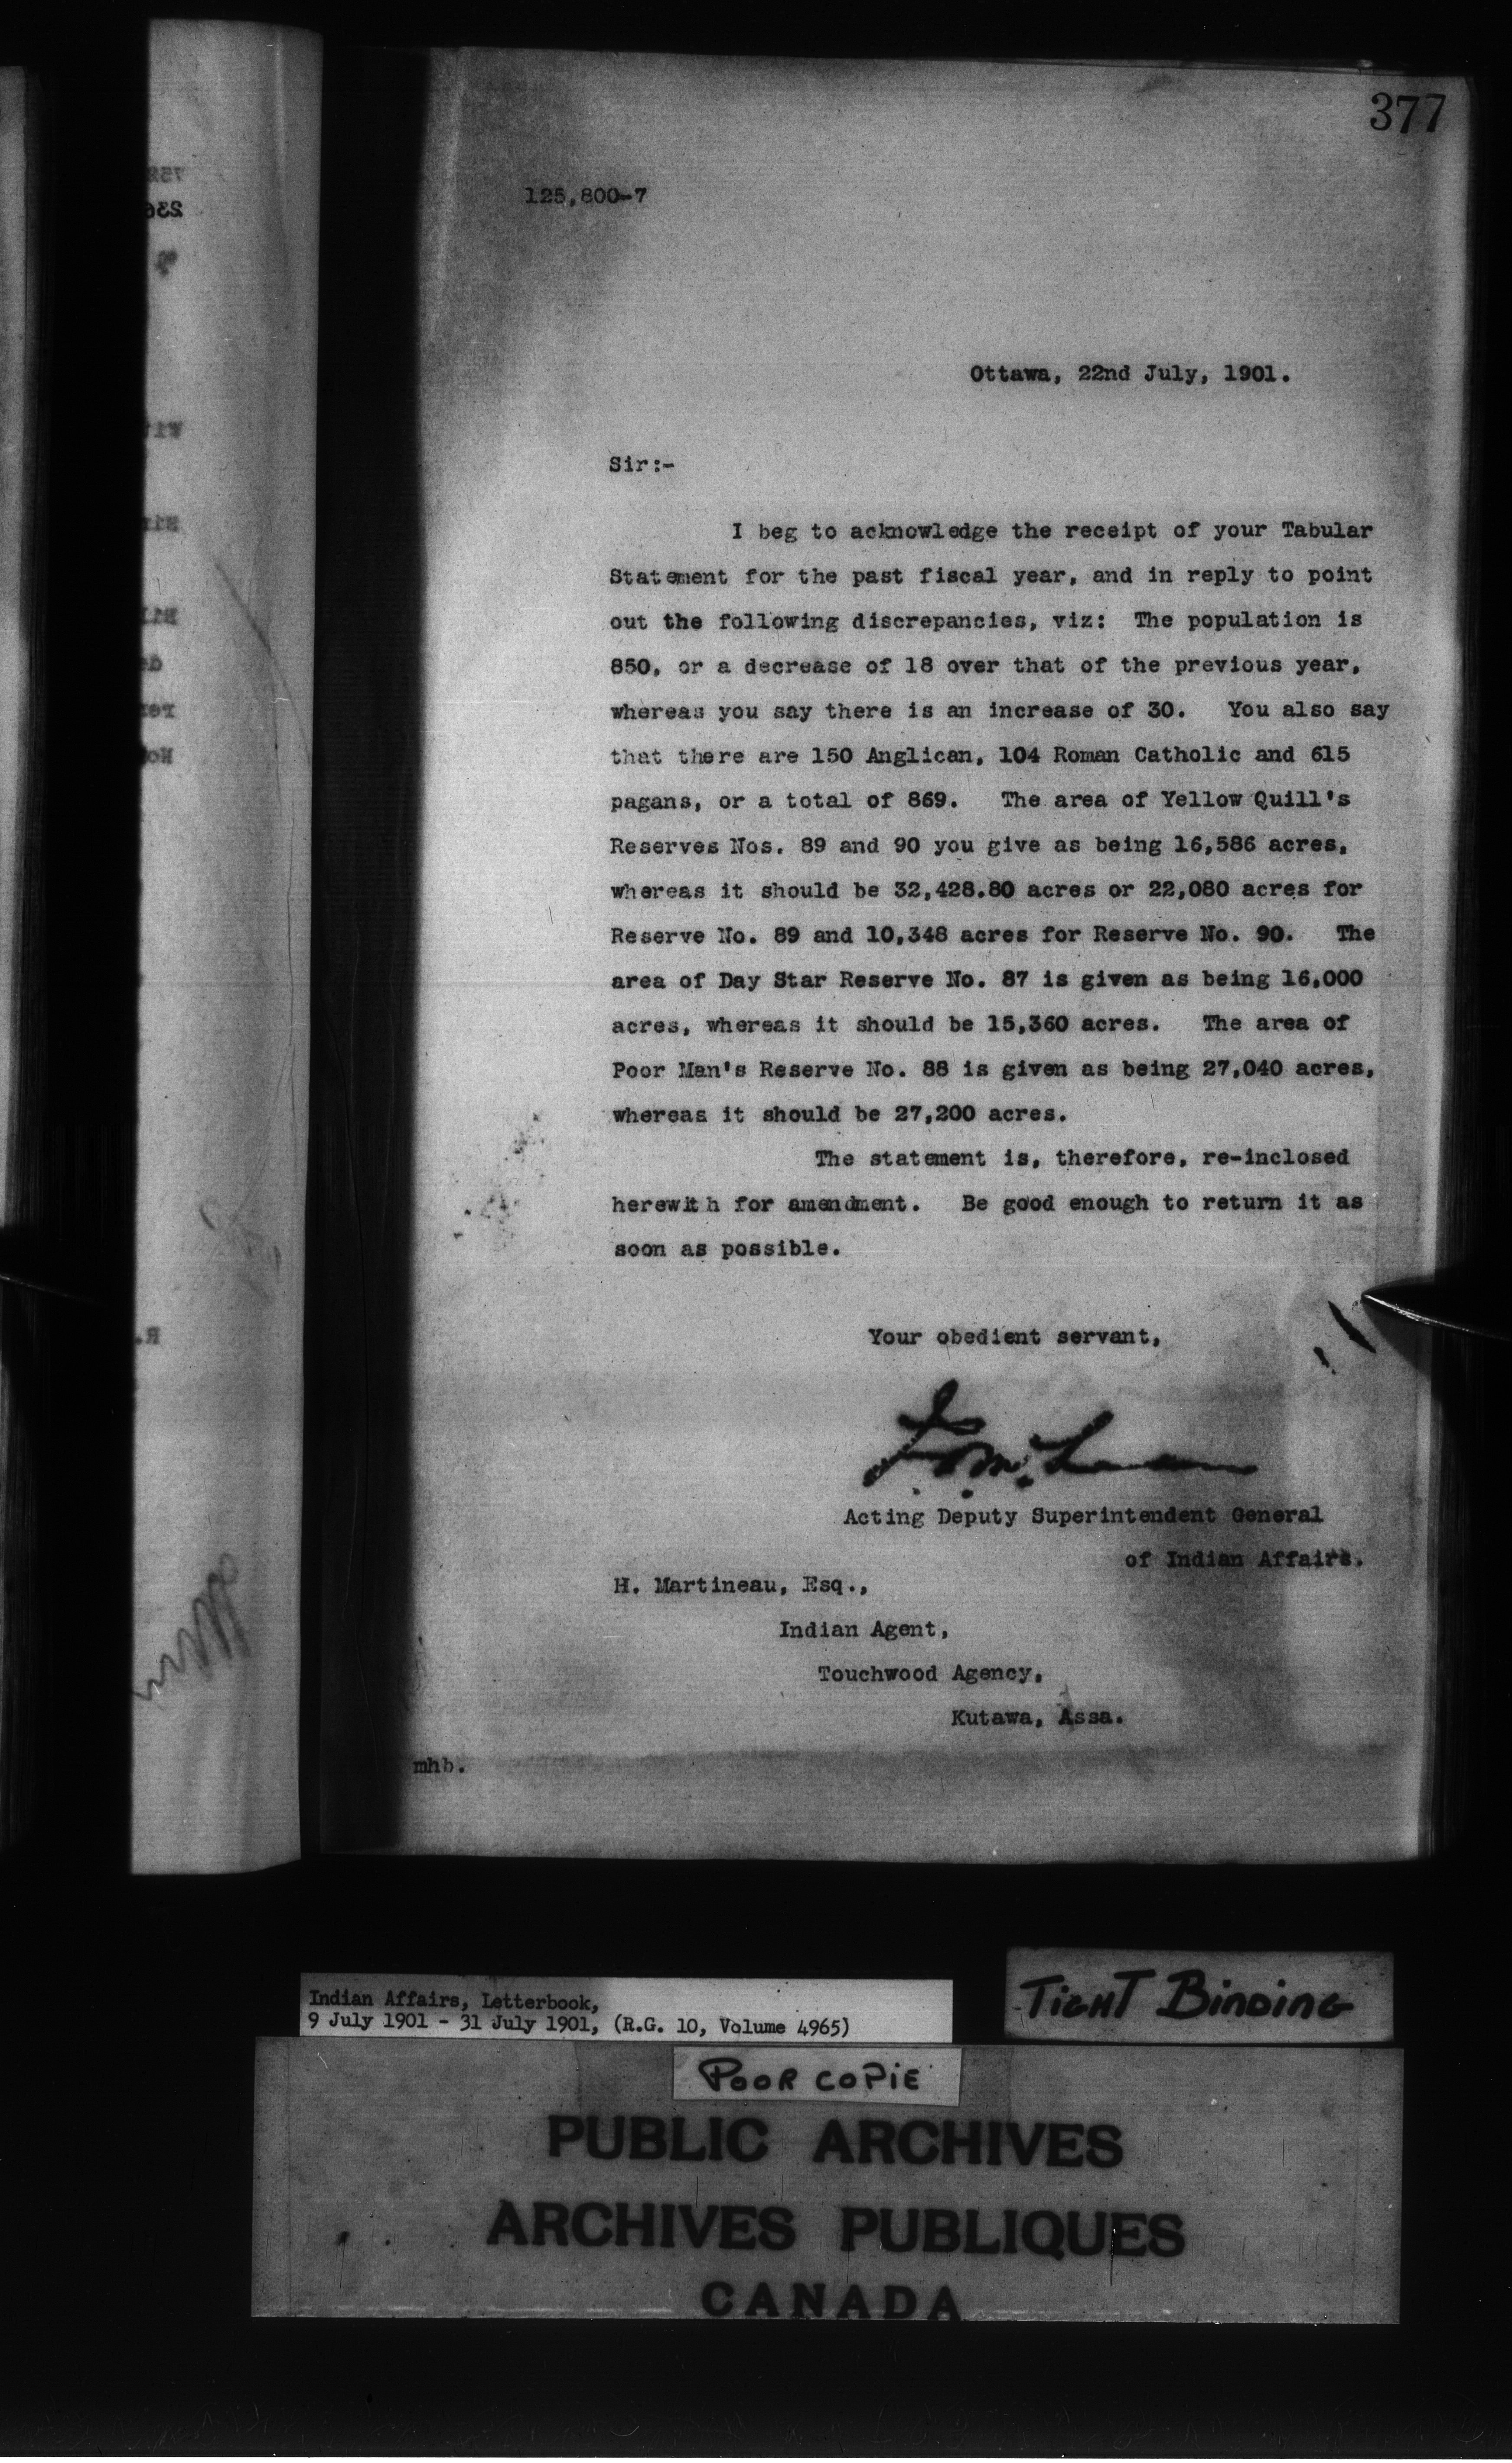 377
125,800-7
Ottawa, 22nd July, 1901.
Sir:-
I beg to acknowledge the receipt of your Tabular
Statement for the past fiscal year, and in reply to point
out the following discrepancies, viz: The population is
850, or a decrease of 18 over that of the previous year,
whereas you say there is an increase of 30. You also say
that there are 150 Anglican, 104 Roman Catholic and 615
pagans, or a total of 869. The area of Yellow Quill's
Reserves Nos. 89 and 90 you give as being 16,586 acres,
whereas it should be 32,428.80 acres or 22,080 acres for
Reserve No. 89 and 10,348 acres for Reserve No. 90. The
area of Day Star Reserve No. 87 is given as being 16,000
acres, whereas it should be 15,360 acres. The area of
Poor Man's Reserve No. 88 is given as being 27,040 acres,
whereas it should be 27,200 acres.
The statement is, therefore, re-inclosed
herewith for amendment. Be good enough to return it as
soon as possible.
Your obedient servant,
Acting Deputy Superintendent General
of Indian Affairs.
H. Martineau, Esq.,
Indian Agent,
Touchwood Agency,
Kutawa, Assa.
mhb.
Indian Affairs, Letterbook,
9 July 1901 - 31 July 1901, (R.G. 10, Volume 4965)
TIGHT BINDING
POOR COPIE
PUBLIC ARCHIVES
ARCHIVES PUBLIQUES
CANADA